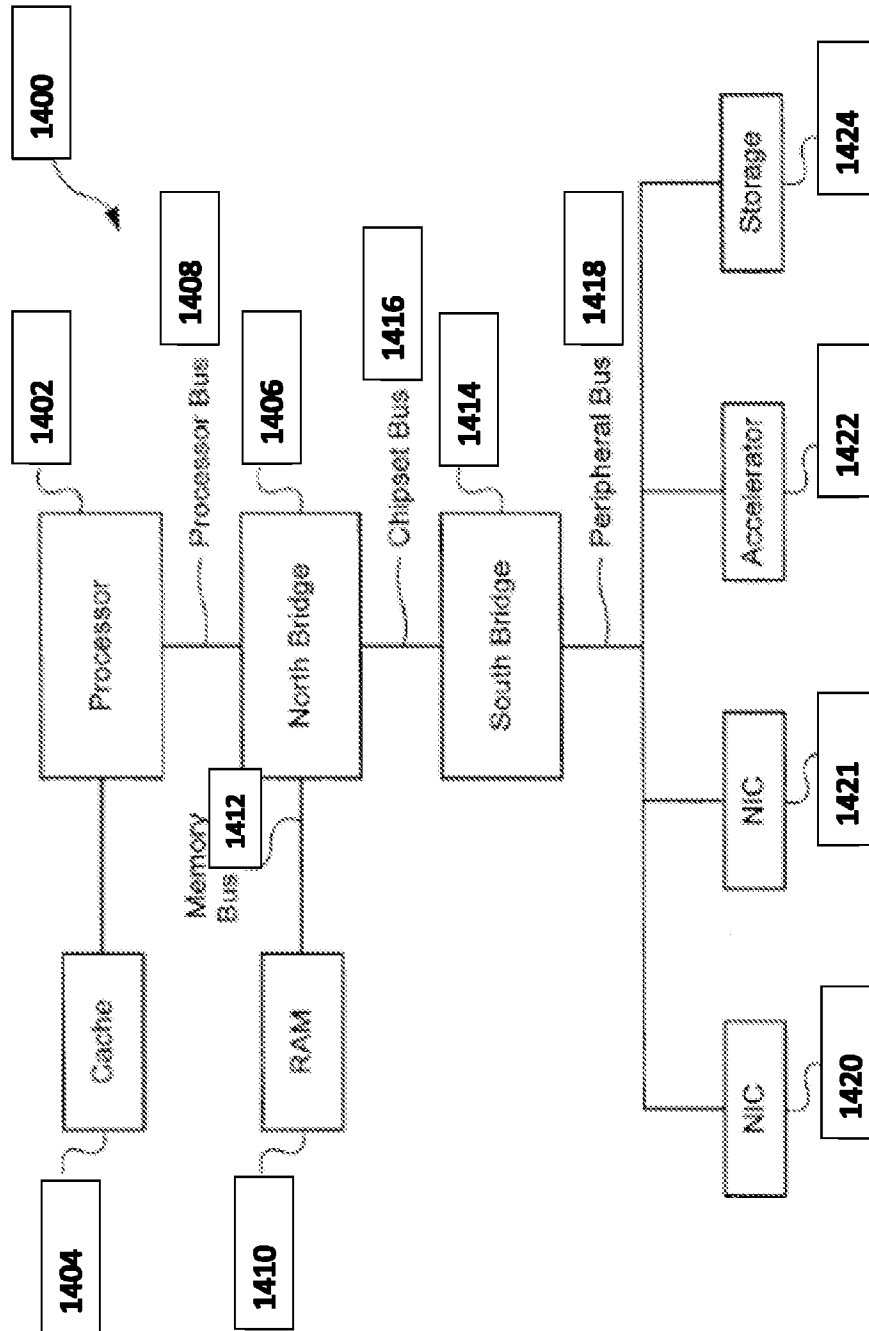 1400
1404
Cache
Processor
1402
Processor Bus
1408
1410
RAM
Memory
Bus
1412
North Bridge
1406
Chipset Bus
1416
South Bridge
1414
Peripheral Bus
1418
NIC
1420
NIC
1421
Accelerator
1422
Storage
1424